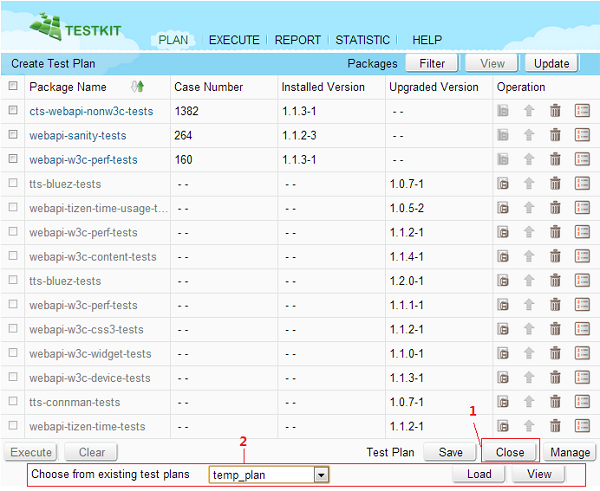 TESTKIT
PLAN EXECUTE REPORT STATISTIC HELP
Create Test Plan Packages Filter View Update
Package Name Case Number Installed Version Upgraded Version Operation
cts-webapi-nonw3c-tests 1382 1.1.3-1 - -
webapi-sanity-tests 264 1.1.2-3 - -
webapi-w3c-perf-tests 160 1.1.3-1 - -
tts-bluez-tests - - - - 1.0.7-1
webapi-tizen-time-usage-t... - - - - 1.0.5-2
webapi-w3c-perf-tests - - - - 1.1.2-1
webapi-w3c-content-tests - - - - 1.1.4-1
tts-bluez-tests - - - - 1.2.0-1
webapi-w3c-perf-tests - - - - 1.1.1-1
webapi-w3c-css3-tests - - - - 1.1.2-1
webapi-w3c-widget-tests - - - - 1.1.0-1
webapi-w3c-device-tests - - - - 1.1.3-1
tts-connman-tests - - - - 1.0.7-1
webapi-tizen-time-tests - - - - 1.1.2-1
1
2
Execute Clear Test Plan Save Close Manage
Choose from existing test plans temp_plan Load View